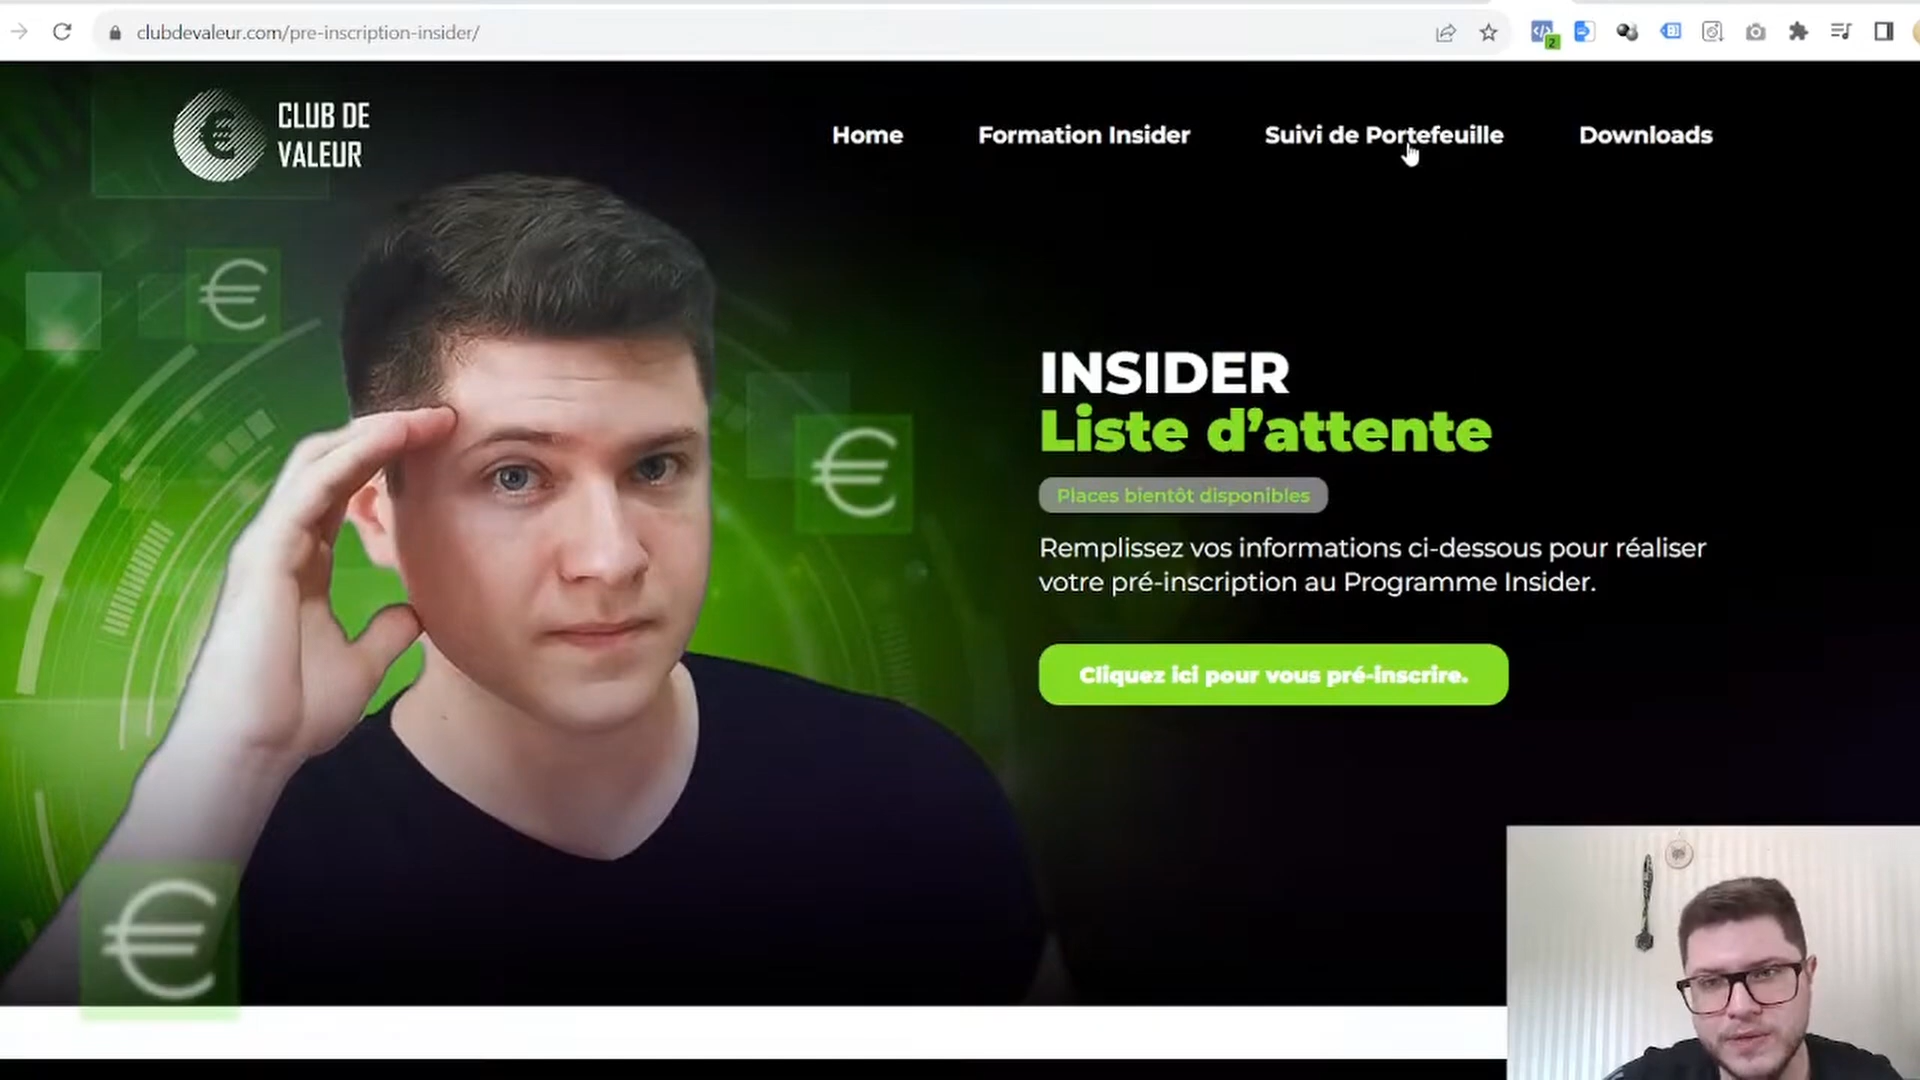 clubdevaleur.com/pre-inscription-insider/
2
CLUB DE
VALEUR
Home
Formation Insider
Suivi de Portefeuille
Downloads
€
€
€
€
INSIDER
Liste d’attente
Places bientôt disponibles
Remplissez vos informations ci-dessous pour réaliser
votre pré-inscription au Programme Insider.
Cliquez ici pour vous pré-inscrire.